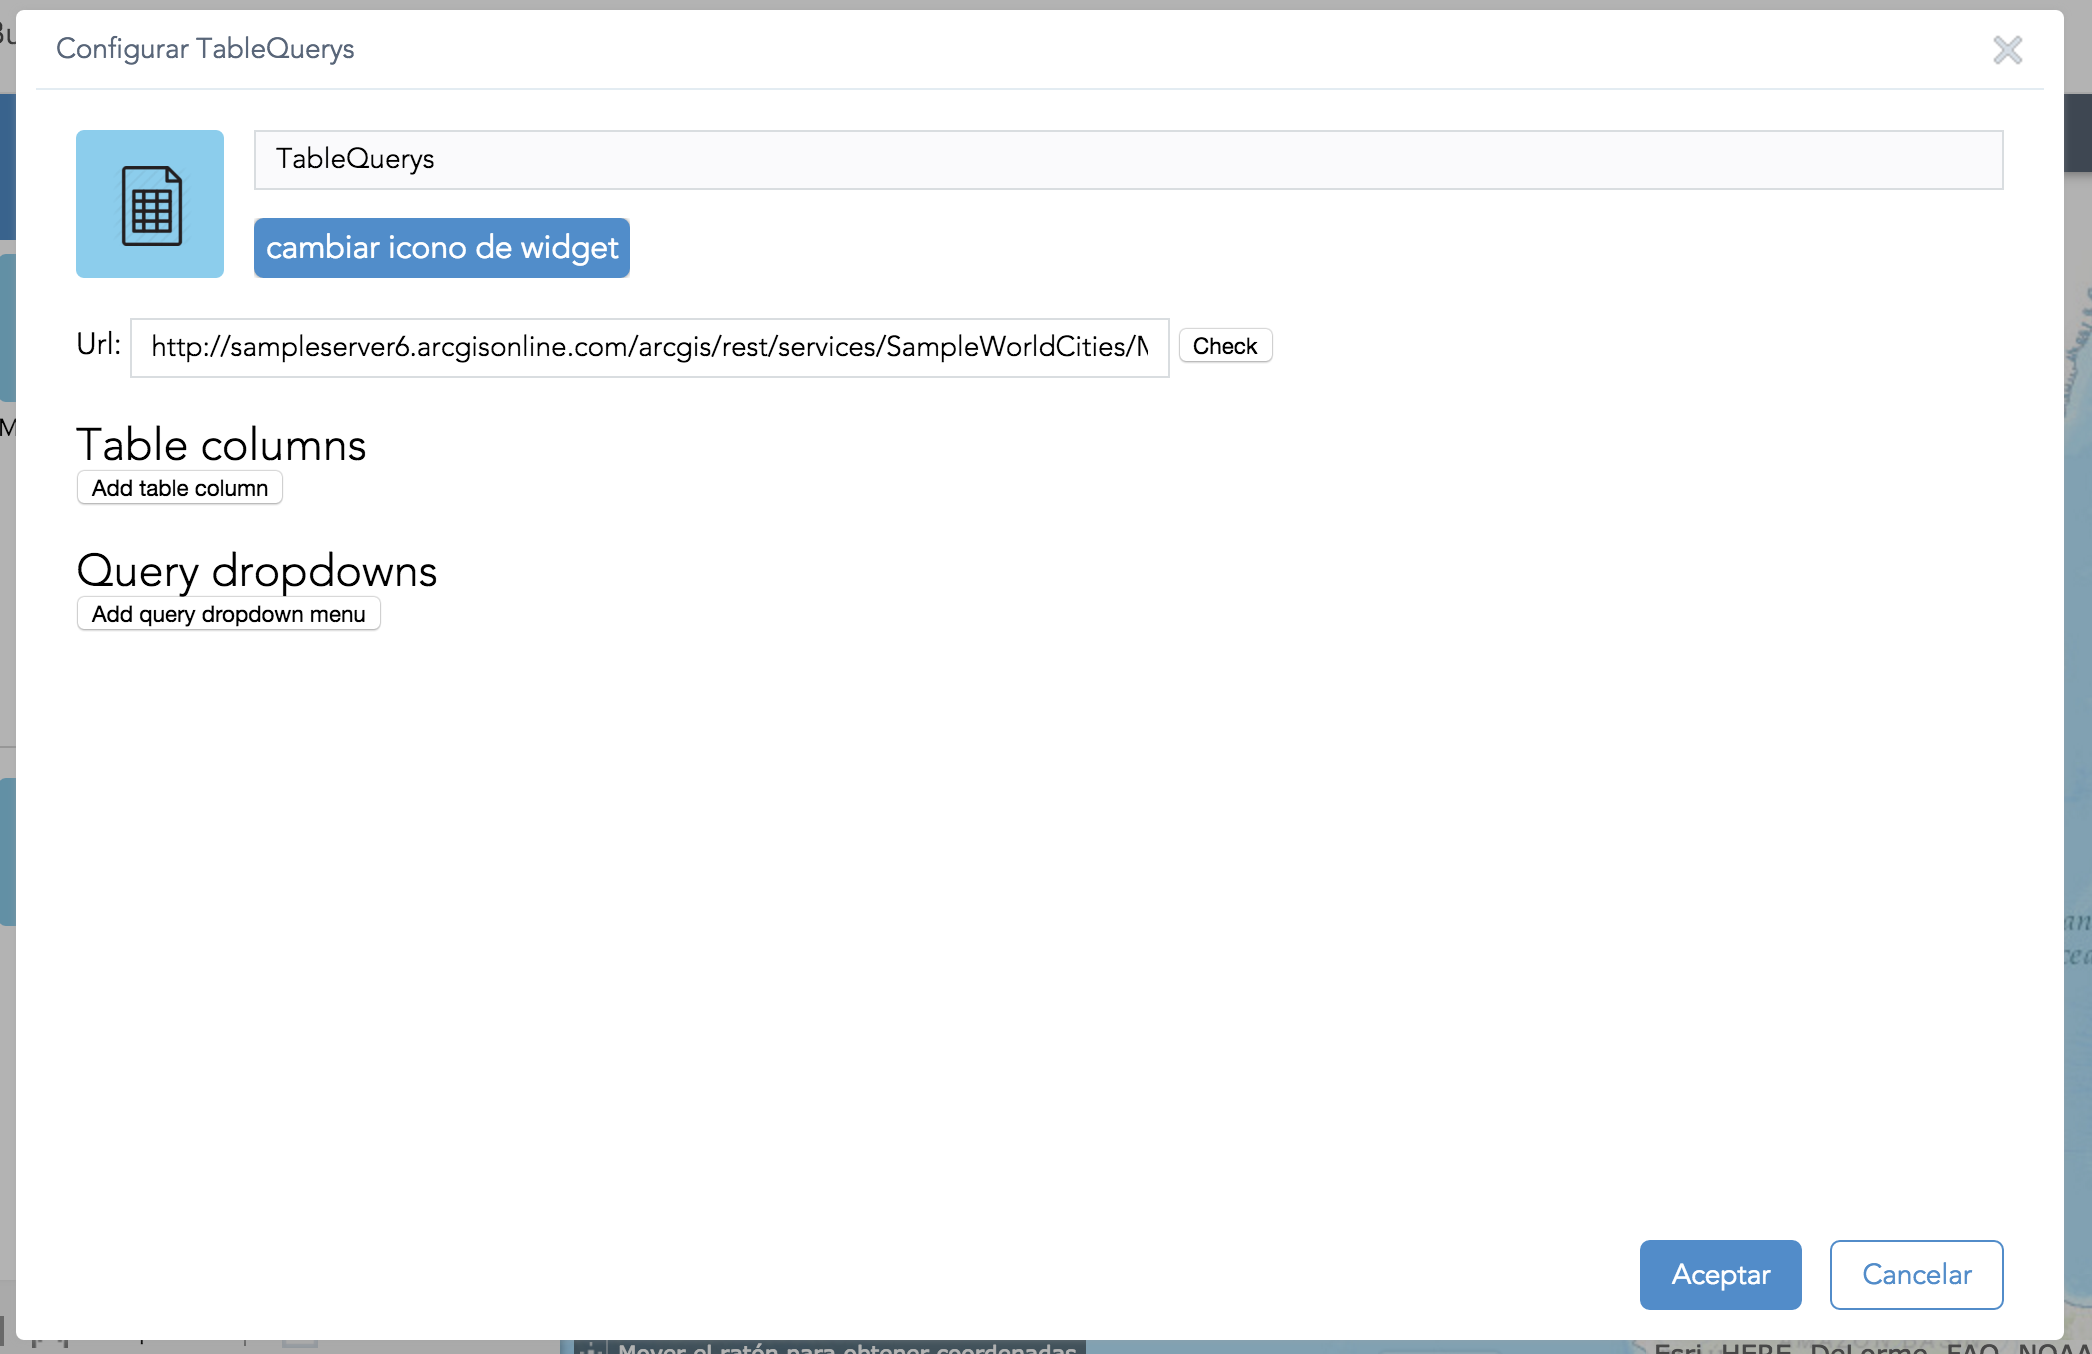 Configurar TableQuerys
TableQuerys
cambiar icono de widget
Url: http://sampleserver6.arcgisonline.com/arcgis/rest/services/SampleWorldCities/ Check
Table columns
Add table column
Query dropdowns
Add query dropdown menu
Aceptar Cancelar
Mover el ratón para obtener coordenadas
Esri, HERE, DeLorme, FAO, NOAA